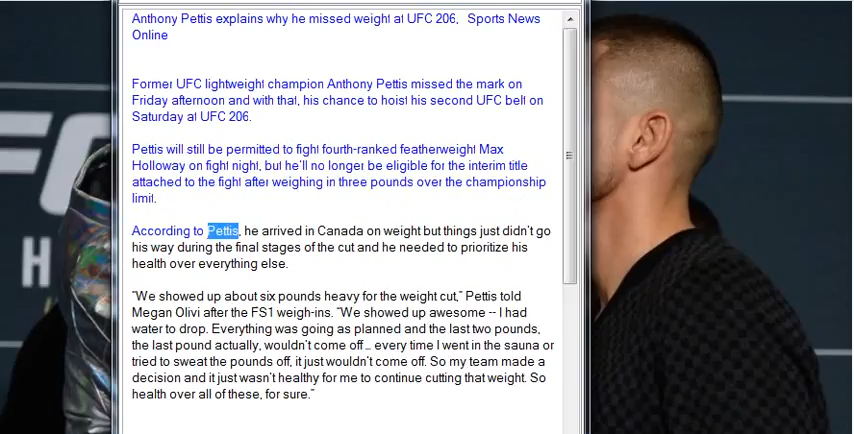 Anthony Pettis explains why he missed weight at UFC 206, Sports News
Online
Former UFC lightweight champion Anthony Pettis missed the mark on
Friday afternoon and with that, his chance to hoist his second UFC belt on
Saturday at UFC 206.
Pettis will still be permitted to fight fourth-ranked featherweight Max
Holloway on fight night, but he'll no longer be eligible for the interim title
attached to the fight after weighing in three pounds over the championship
limit.
According to Pettis, he arrived in Canada on weight but things just didn't go
his way during the final stages of the cut and he needed to prioritize his
health over everything else.
"We showed up about six pounds heavy for the weight cut," Pettis told
Megan Olivi after the FS1 weigh-ins. "We showed up awesome -- I had
water to drop. Everything was going as planned and the last two pounds,
the last pound actually, wouldn't come off ... every time I went in the sauna or
tried to sweat the pounds off, it just wouldn't come off. So my team made a
decision and it just wasn't healthy for me to continue cutting that weight. So
health over all of these, for sure."